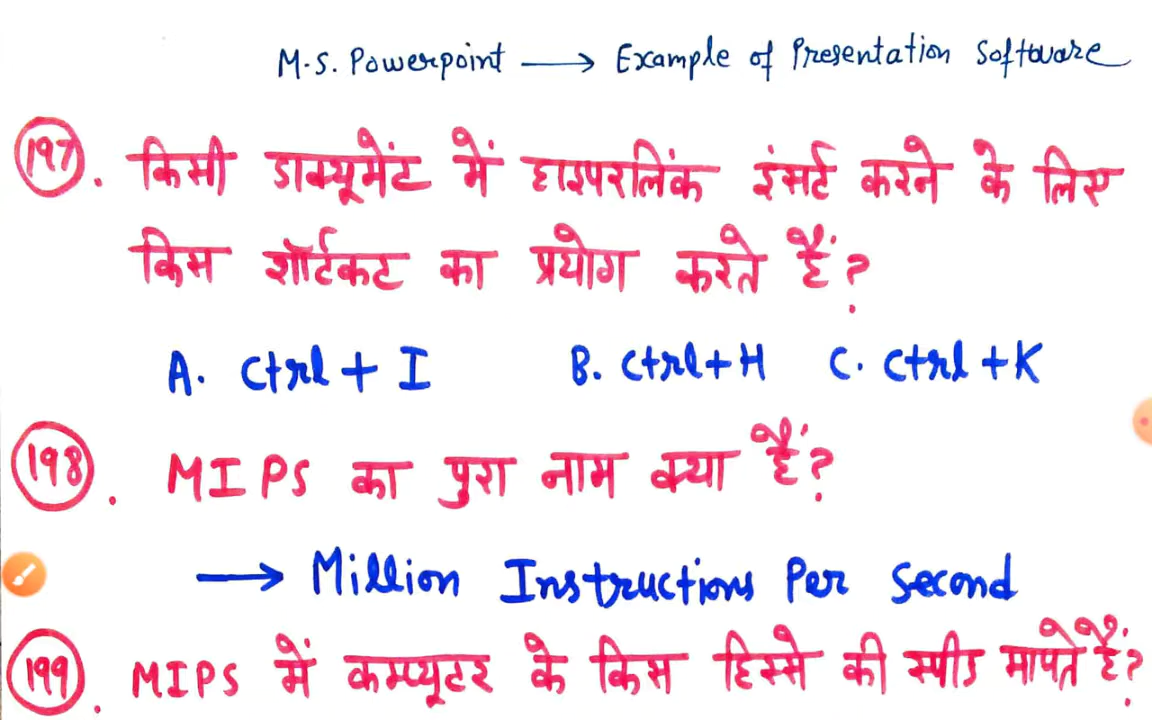 M.S. Powerpoint ⟶ Example of Presentation Software
197. किसी डाक्यूमेंट में हाइपरलिंक इंसर्ट करने के लिए
किस शॉर्टकट का प्रयोग करते हैं?
A. Ctrl + I B. Ctrl+H C. Ctrl+K
198. MIPS का पुरा नाम क्या है?
⟶ Million Instructions Per Second
199. MIPS में कम्प्यूटर के किस हिस्से की स्पीड मापते हैं?